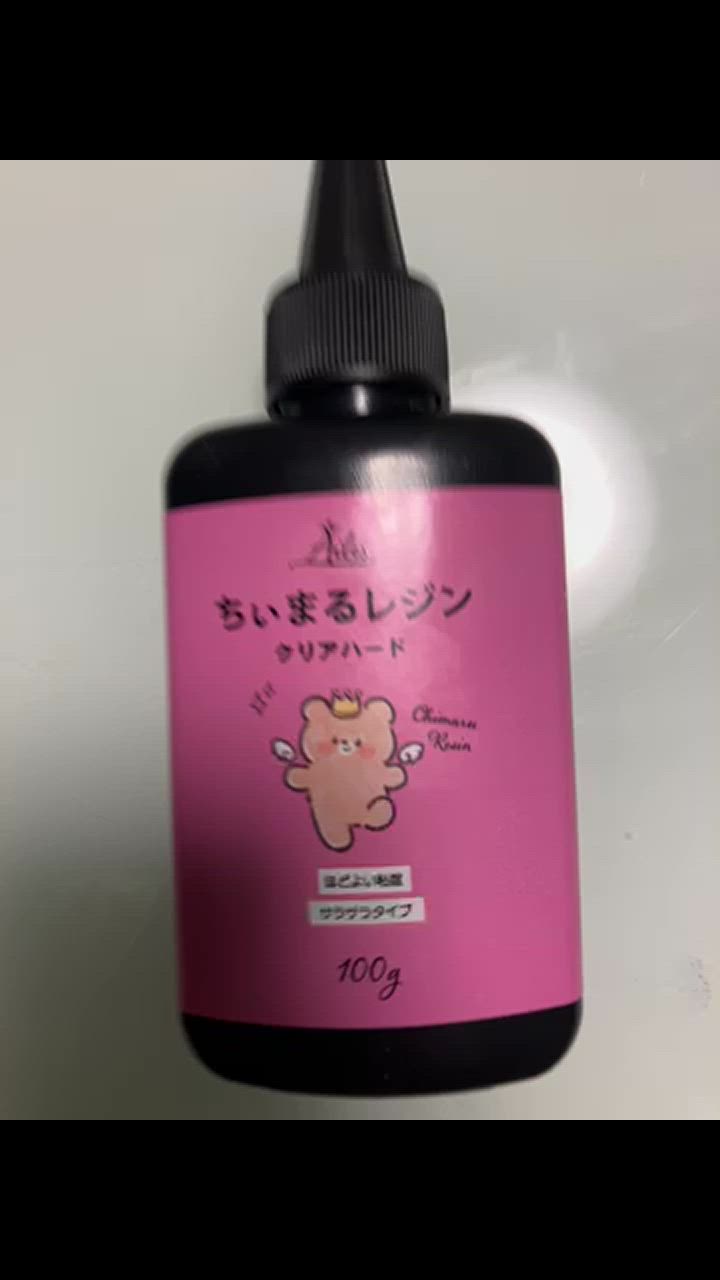 ちぃまるレジン
クリアハード
Chimaru
Resin
ほどよい粘度
サラサラタイプ
100g